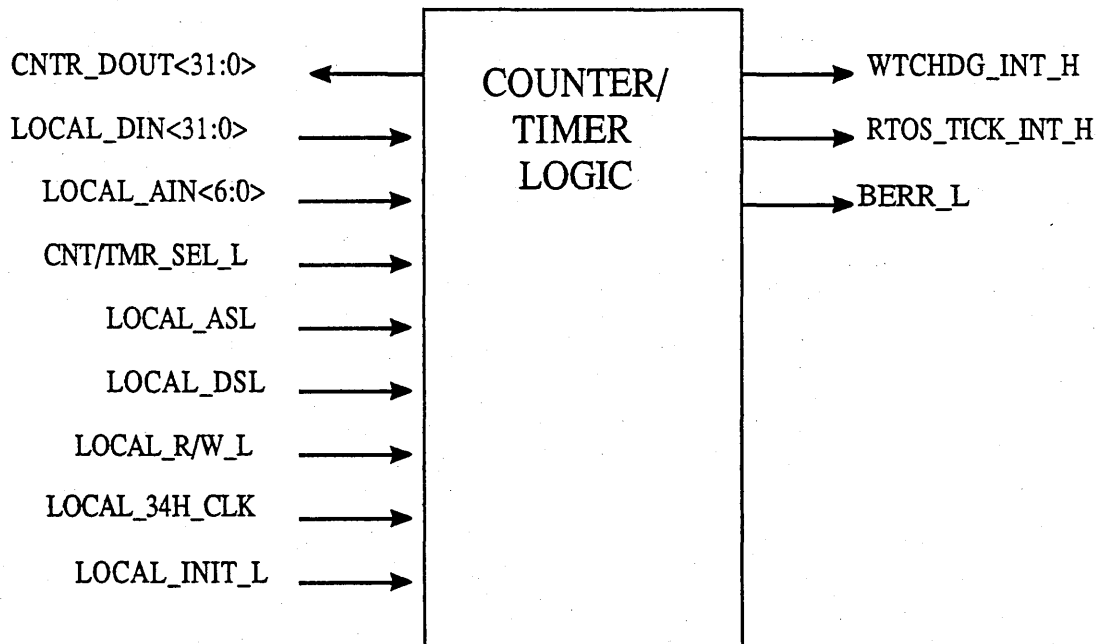 CNTR_DOUT<31:0>
LOCAL_DIN<31:0>
LOCAL_AIN<6:0>
CNT/TMR_SEL_L
LOCAL_ASL
LOCAL_DSL
LOCAL_R/W_L
LOCAL_34H_CLK
LOCAL_INIT_L
COUNTER/
TIMER
LOGIC
WTCHDG_INT_H
RTOS_TICK_INT_H
BERR_L